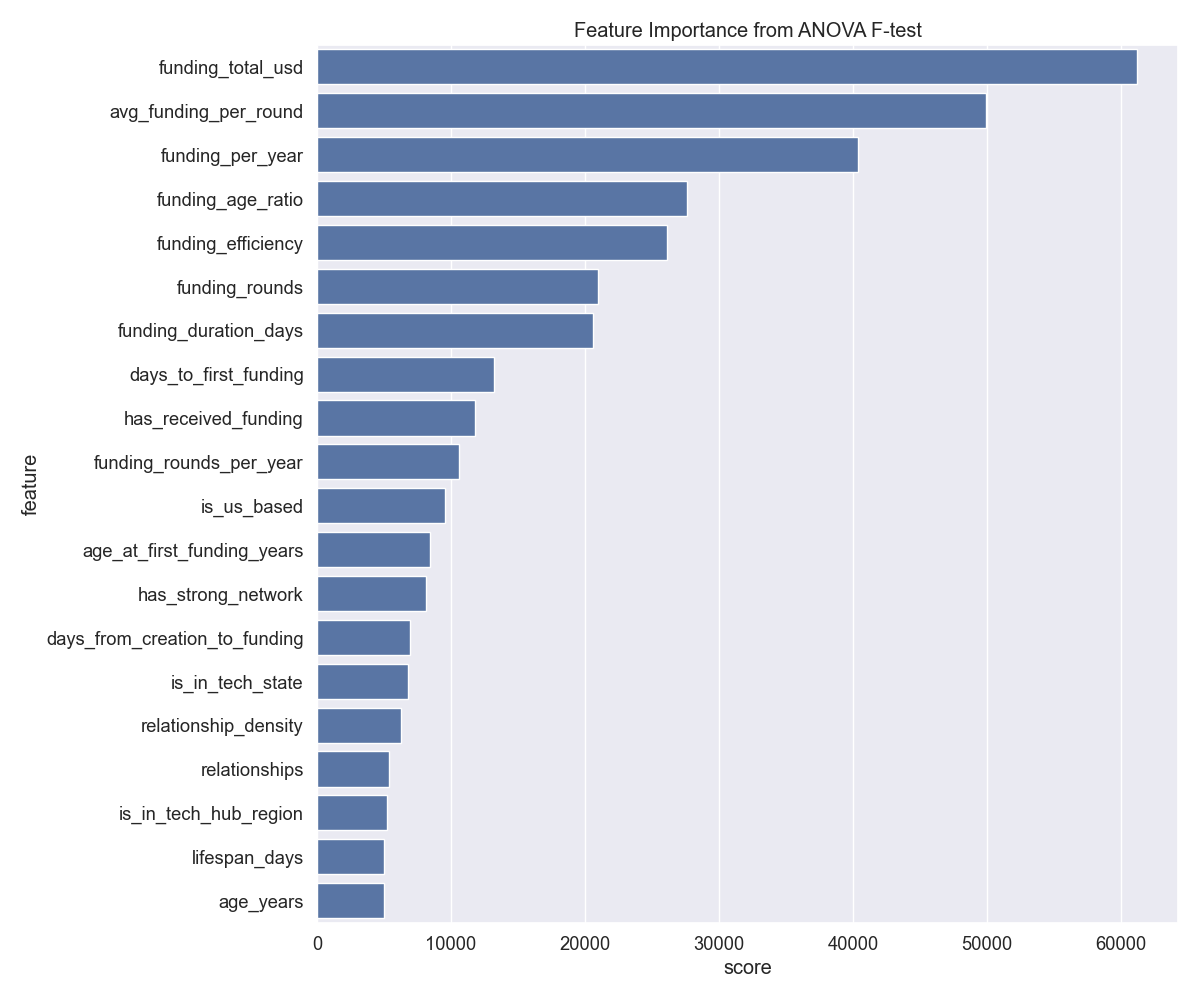 Feature Importance from ANOVA F-test
funding_total_usd
avg_funding_per_round
funding_per_year
funding_age_ratio
funding_efficiency
funding_rounds
funding_duration_days
days_to_first_funding
has_received_funding
funding_rounds_per_year
is_us_based
age_at_first_funding_years
has_strong_network
days_from_creation_to_funding
is_in_tech_state
relationship_density
relationships
is_in_tech_hub_region
lifespan_days
age_years
feature
0 10000 20000 30000 40000 50000 60000
score